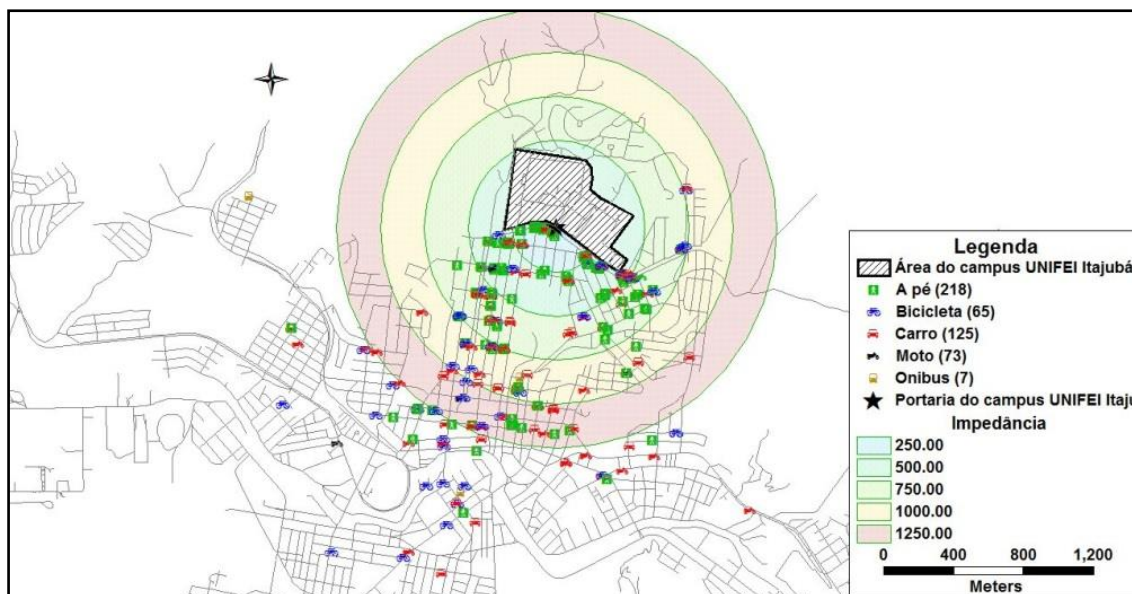 Legenda
Área do campus UNIFEI Itajubá
A pé (218)
Bicicleta (65)
Carro (125)
Moto (73)
Onibus (7)
Portaria do campus UNIFEI Itaju
Impedância
250.00
500.00
750.00
1000.00
1250.00
0 400 800 1,200
Meters